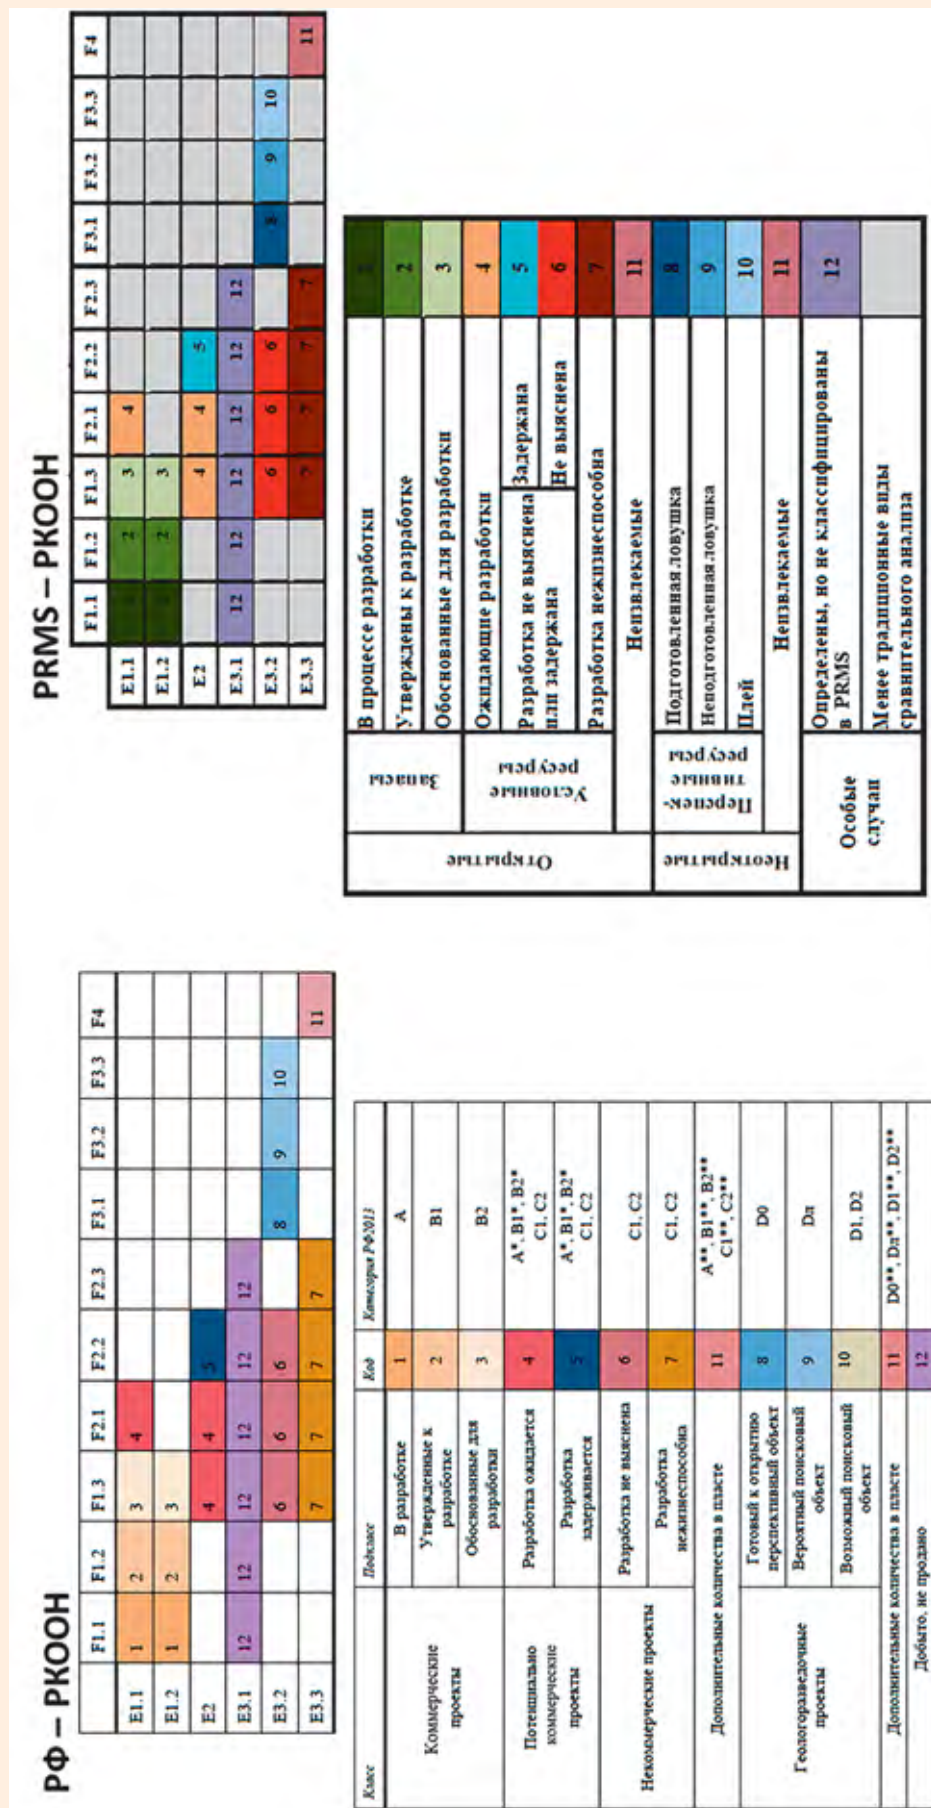 РФ – РКООН
F1.1 F1.2 F1.3 F2.1 F2.2 F2.3 F3.1 F3.2 F3.3 F4
E1.1 1 2 3 4
E1.2 1 2 3
E2 4 4 5
E3.1 12 12 12 12 12 12
E3.2 6 6 6 8 9 10
E3.3 7 7 7 7 11
Класс Подкласс Код Категория РФ2013
Коммерческие
проекты
В разработке 1 A
Утвержденные к
разработке
2 B1
Обоснованные для
разработки
3 B2
Потенциально
коммерческие
проекты
Разработка ожидается 4 A*, B1*, B2*
C1, C2
Разработка
задерживается
5 A*, B1*, B2*
C1, C2
Некоммерческие проекты
Разработка не выяснена 6 C1, C2
Разработка
нежизнеспособна
7 C1, C2
Дополнительные количества в пласте 11 A**, B1**, B2**
C1**, C2**
Геологоразведочные
проекты
Готовый к открытию
перспективный объект
8 D0
Вероятный поисковый
объект
9 Dл
Возможный поисковый
объект
10 D1, D2
Дополнительные количества в пласте 11 D0**, Dл**, D1**, D2**
Добыто, не продано 12
PRMS – РКООН
F1.1 F1.2 F1.3 F2.1 F2.2 F2.3 F3.1 F3.2 F3.3 F4
E1.1 2 3 4
E1.2 2 3
E2 4 4 5
E3.1 12 12 12 12 12 12
E3.2 6 6 6 8 9 10
E3.3 7 7 7 7 11
Открытые
Запасы
В процессе разработки 1
Утверждены к разработке 2
Обоснованные для разработки 3
Условные
ресурсы
Ожидающие разработки 4
Разработка не выяснена
или задержана
Задержана 5
Не выяснена 6
Разработка нежизнеспособна 7
Неизвлекаемые 11
Неоткрытые
Перспек-
тивные
ресурсы
Подготовленная ловушка 8
Неподготовленная ловушка 9
Плей 10
Неизвлекаемые 11
Особые
случаи
Определены, но не классифицированы
в PRMS
12
Менее традиционные виды
сравнительного анализа